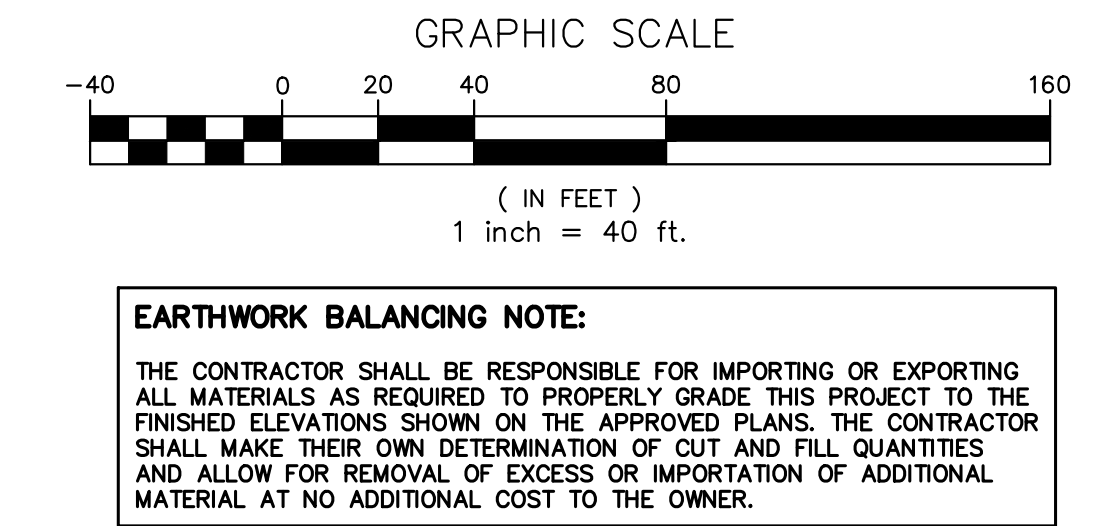 GRAPHIC SCALE
-40 0 20 40 80 160
( IN FEET )
1 inch = 40 ft.
EARTHWORK BALANCING NOTE:
THE CONTRACTOR SHALL BE RESPONSIBLE FOR IMPORTING OR EXPORTING
ALL MATERIALS AS REQUIRED TO PROPERLY GRADE THIS PROJECT TO THE
FINISHED ELEVATIONS SHOWN ON THE APPROVED PLANS. THE CONTRACTOR
SHALL MAKE THEIR OWN DETERMINATION OF CUT AND FILL QUANTITIES
AND ALLOW FOR REMOVAL OF EXCESS OR IMPORTATION OF ADDITIONAL
MATERIAL AT NO ADDITIONAL COST TO THE OWNER.